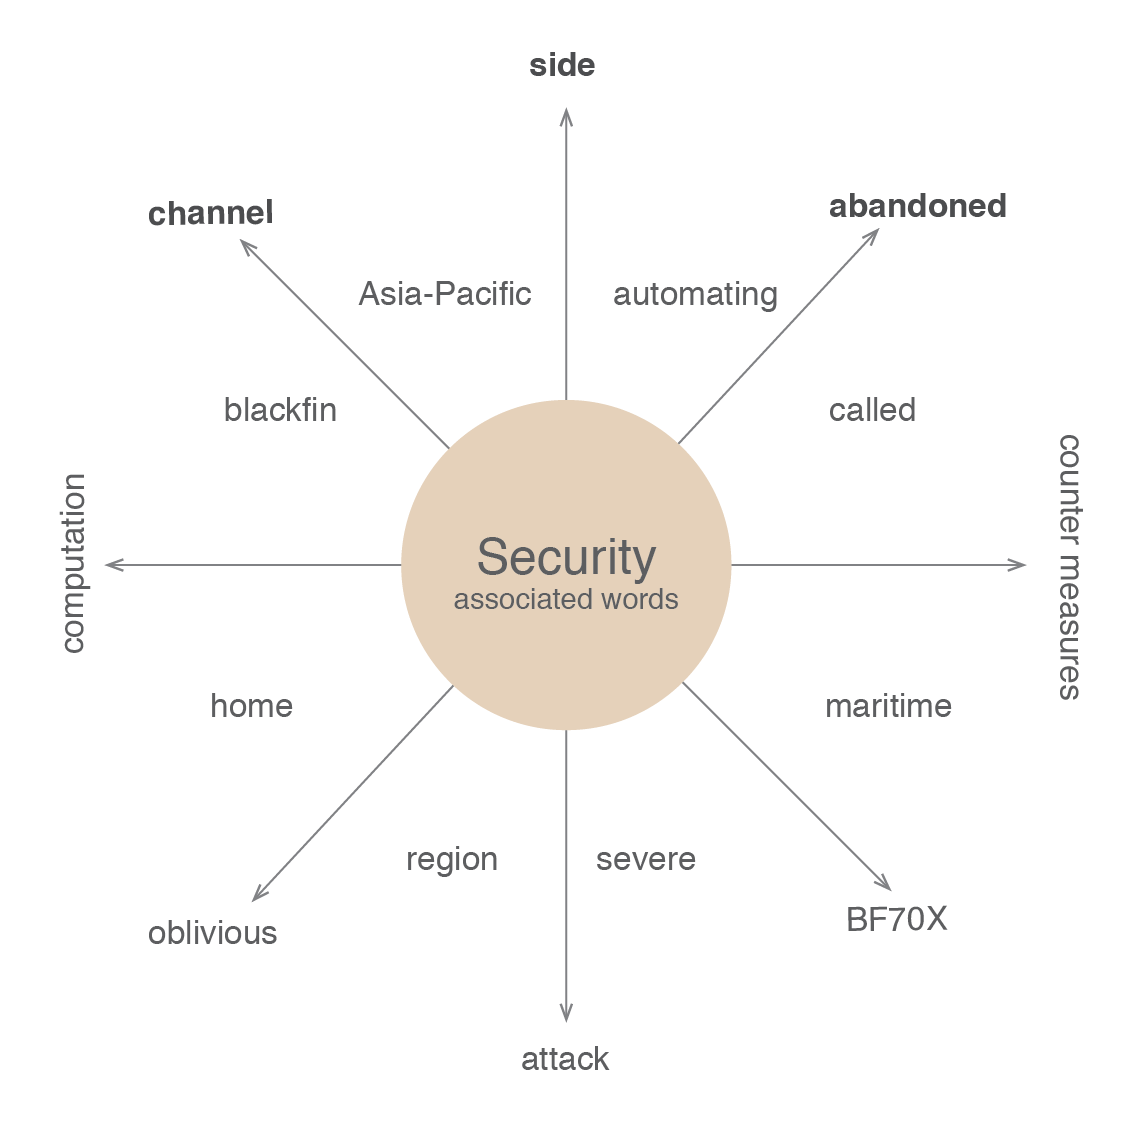 side
channel
abandoned
Asia-Pacific
automating
blackfin
called
computation
counter measures
Security
associated words
home
maritime
region
severe
oblivious
BF70X
attack